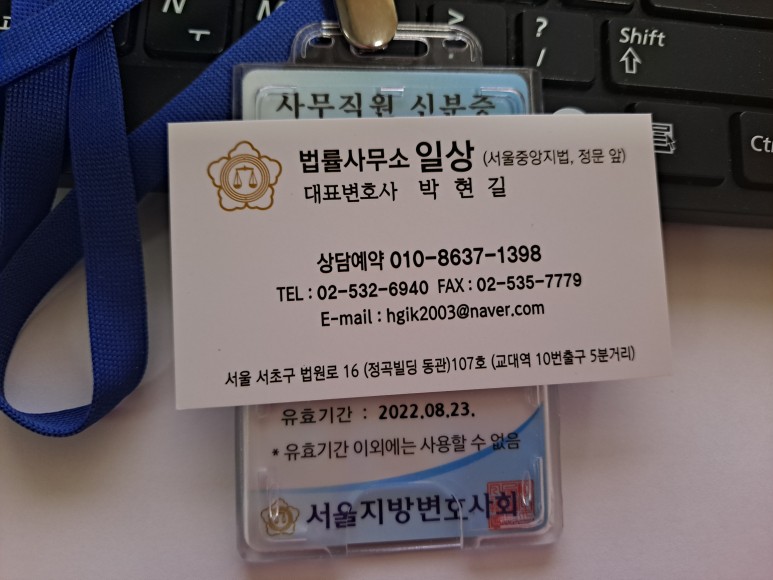 ㅍ
N
ㅜ
N
>
.
?
/
Shift
Ct
사무직원 신분증
법률사무소 일상 (서울중앙지법, 정문 앞)
대표변호사 박 현 길
상담예약 010-8637-1398
TEL : 02-532-6940 FAX : 02-535-7779
E-mail : hgik2003@naver.com
서울 서초구 법원로 16 (정곡빌딩 동관)107호 (교대역 10번출구 5분거리)
유효기간 : 2022.08.23.
* 유효기간 이외에는 사용할 수 없음
서울지방변호사회